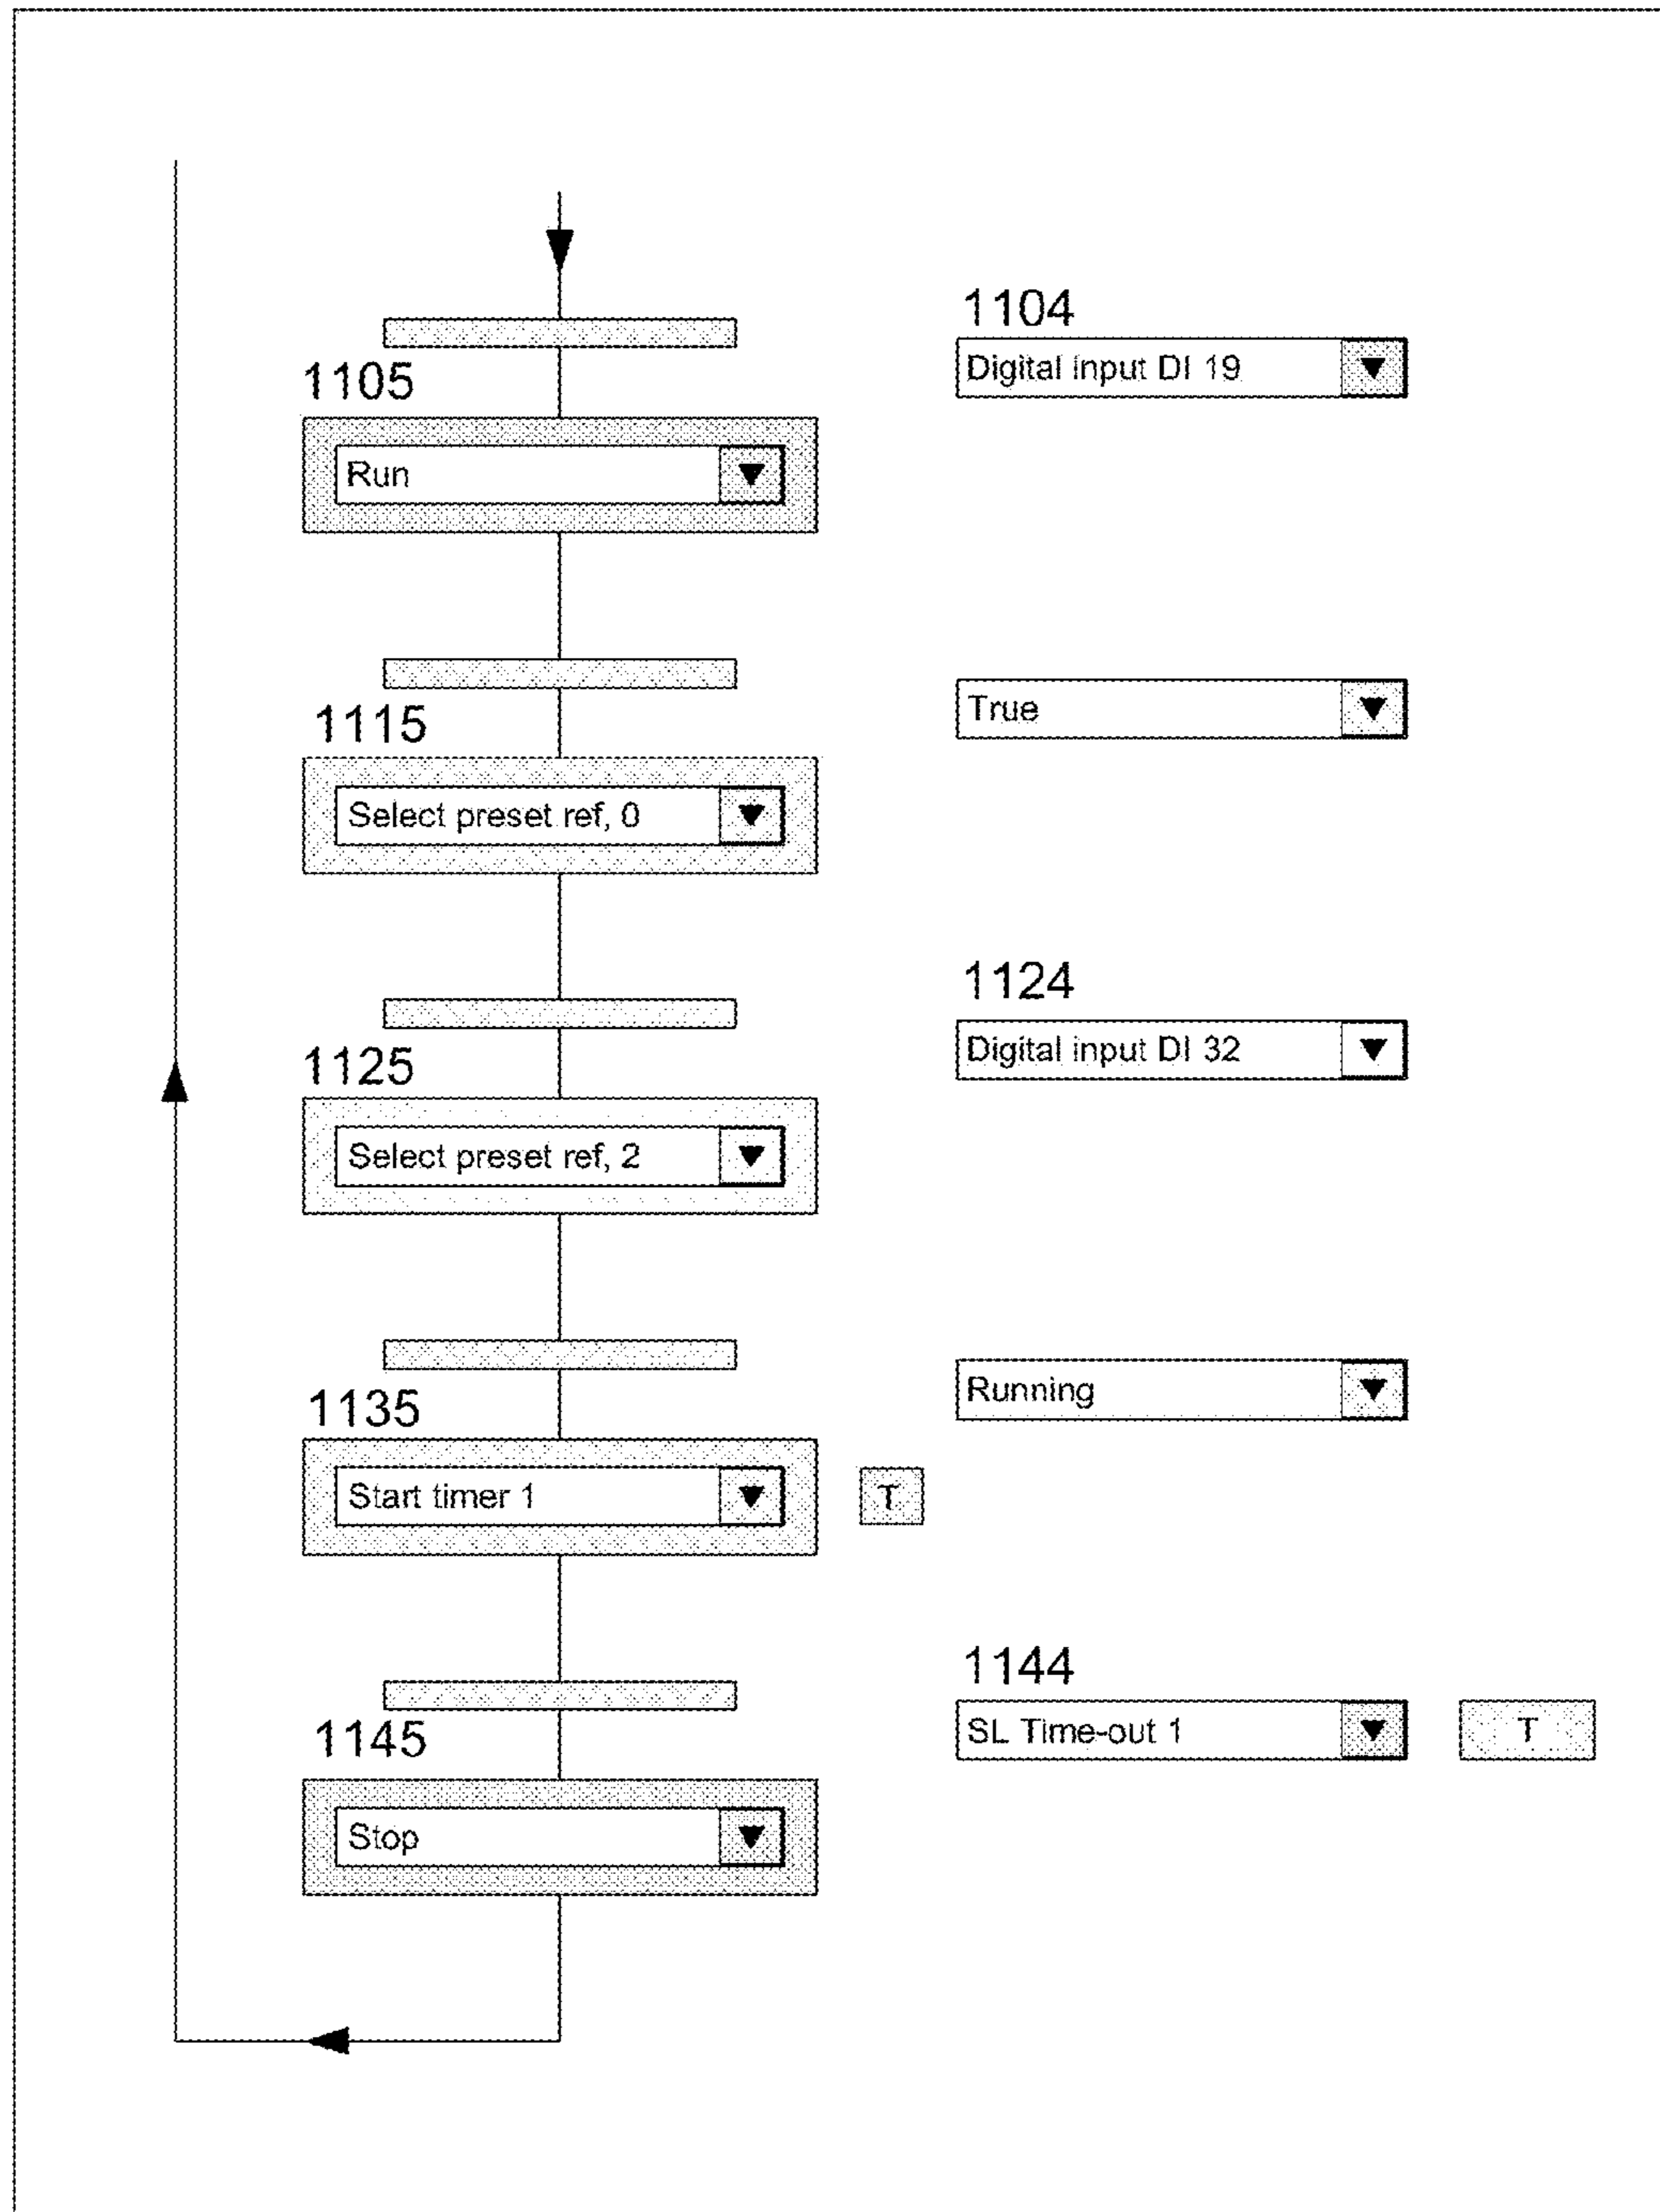 1104
Digital input DI 19
1105
Run
True
1115
Select preset ref, 0
1124
Digital input DI 32
1125
Select preset ref, 2
Running
1135
Start timer 1
T
1144
SL Time-out 1
T
1145
Stop